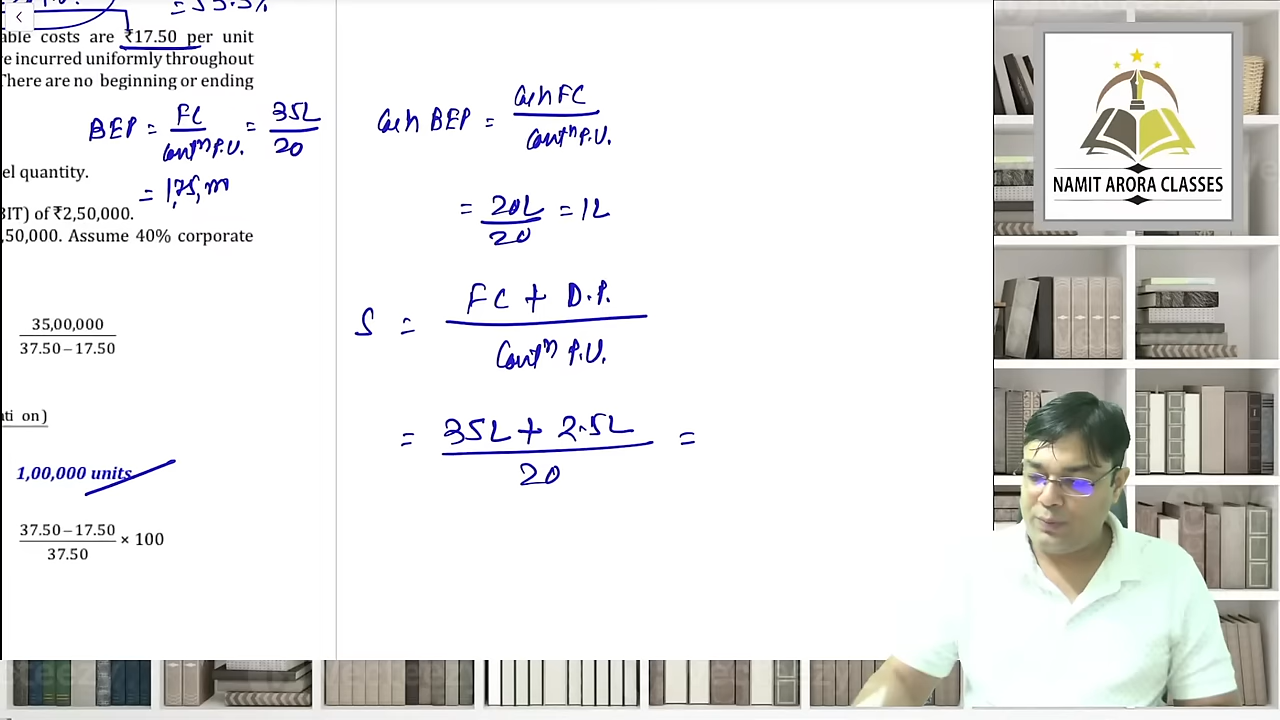 = 53.3%
able costs are ₹17.50 per unit
e incurred uniformly throughout
There are no beginning or ending
BEP = FC / Contⁿ P.U. = 35L / 20
= 1,75,000
el quantity.
BIT) of ₹2,50,000.
,50,000. Assume 40% corporate
35,00,000
37.50 – 17.50
ati on)
1,00,000 units
37.50 – 17.50 / 37.50 × 100
Cash BEP = Cash FC / Contⁿ P.U.
= 20L / 20 = 1L
S = FC + D.P. / Contⁿ P.U.
= 35L + 2.5L / 20 =
NAMIT ARORA CLASSES